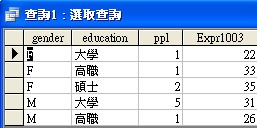 查詢1：選取查詢
gender education ppl Expr1003
F 大學 1 22
F 高職 1 33
F 碩士 2 35
M 大學 5 31
M 高職 1 26